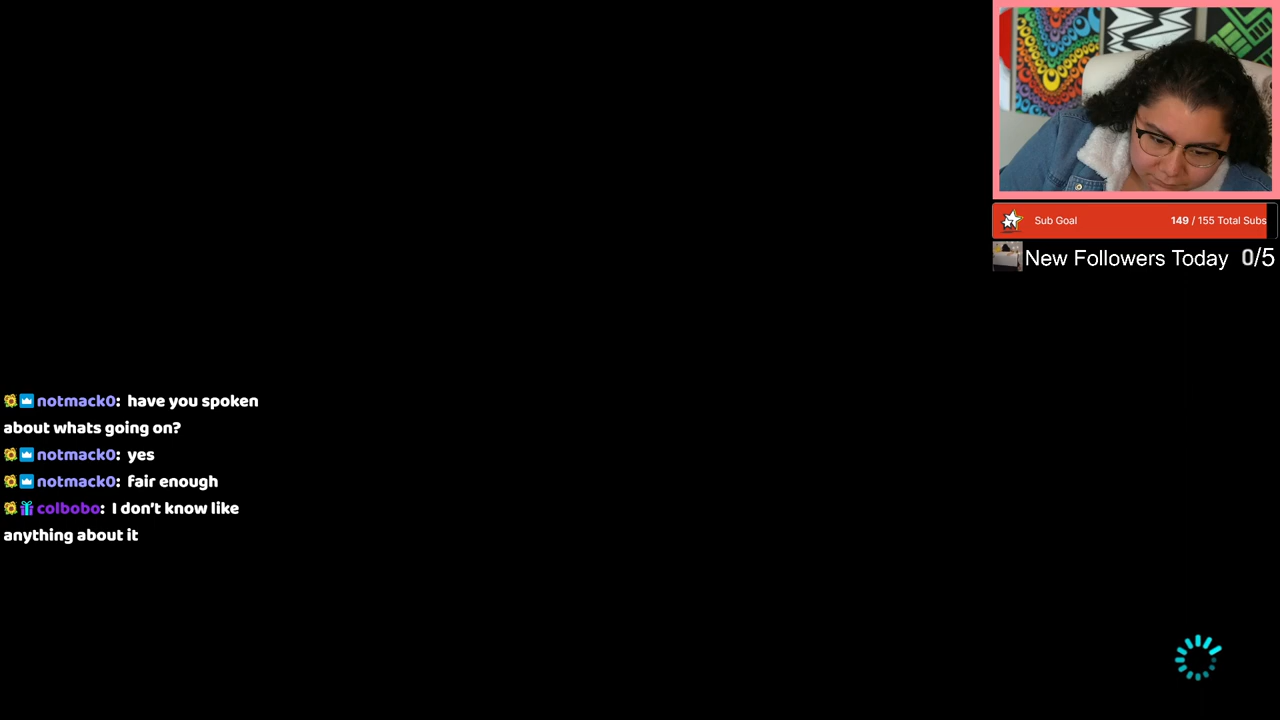 Sub Goal 149 / 155 Total Subs
New Followers Today 0/5
notmack0: have you spoken
about whats going on?
notmack0: yes
notmack0: fair enough
colbobo: I don't know like
anything about it